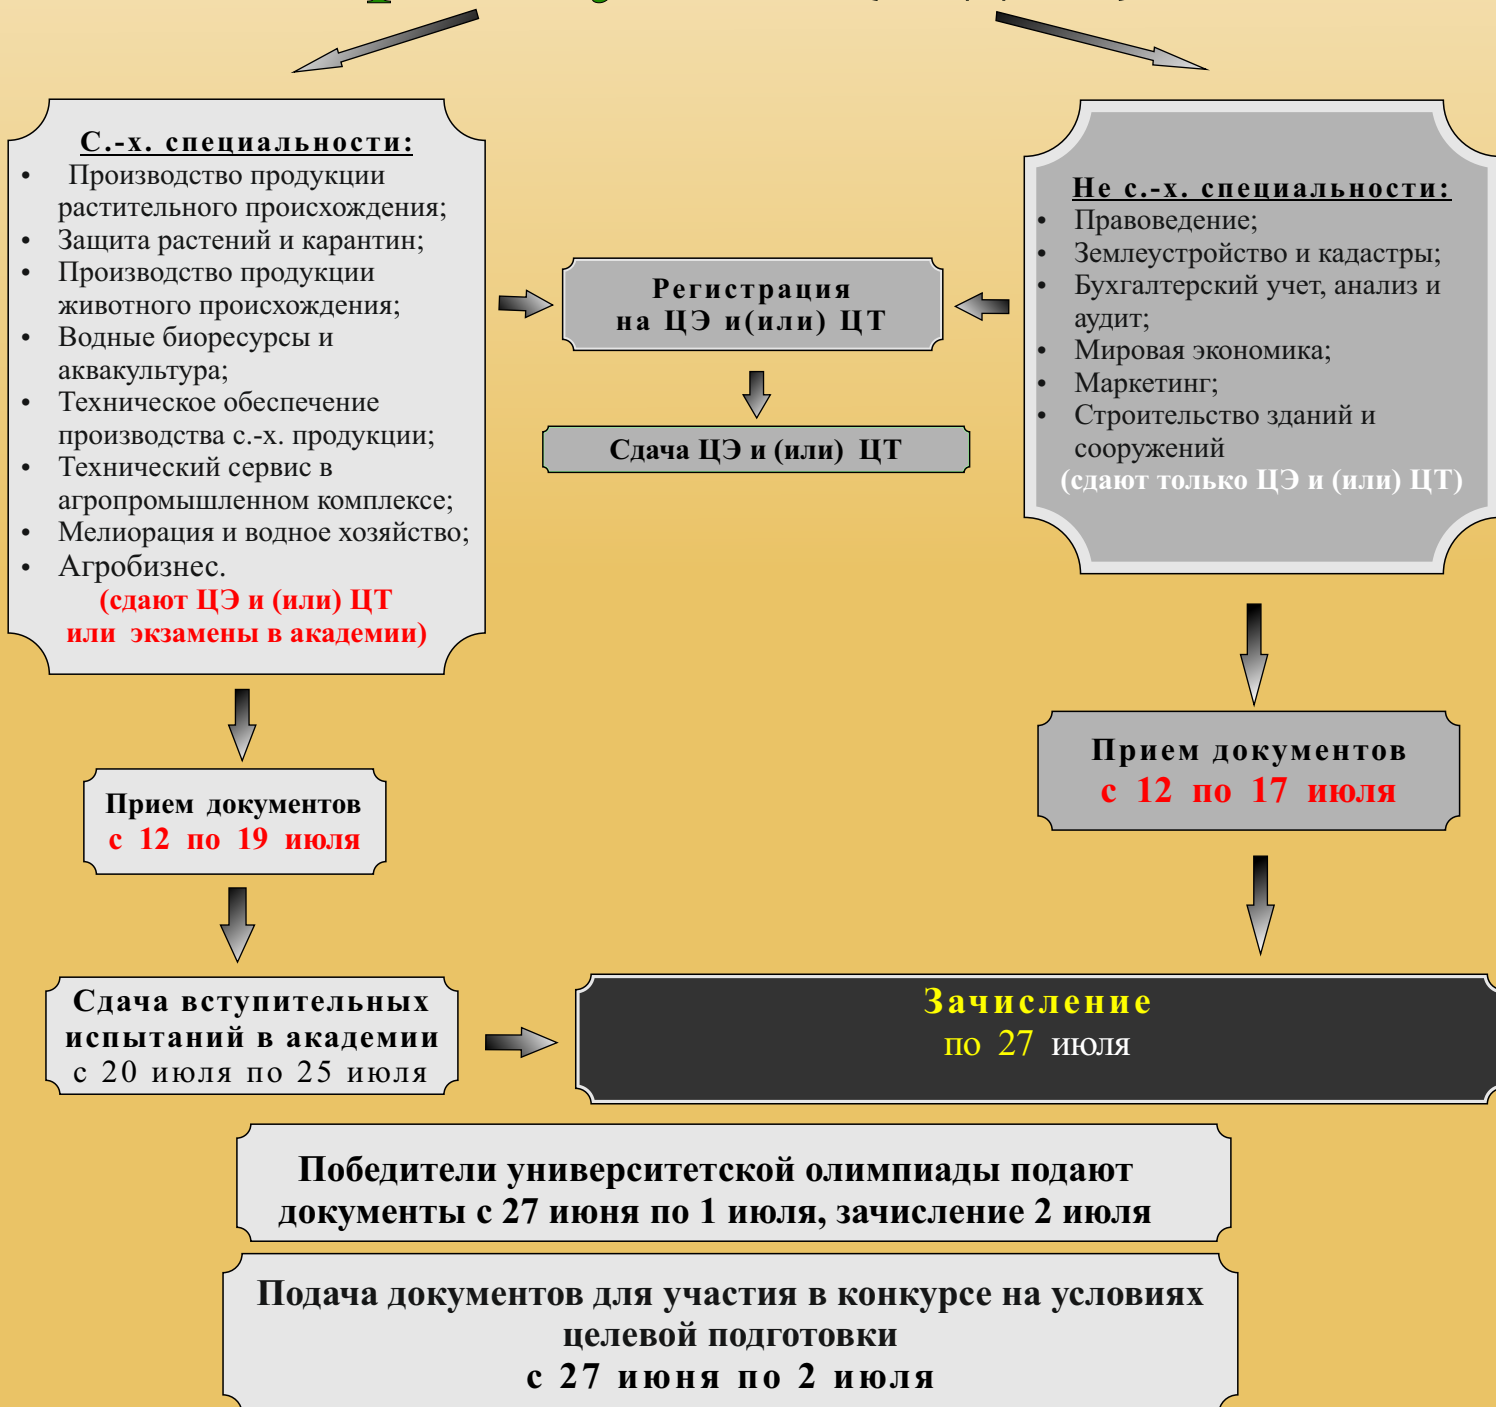 С.-х. специальности:
• Производство продукции
растительного происхождения;
• Защита растений и карантин;
• Производство продукции
животного происхождения;
• Водные биоресурсы и
аквакультура;
• Техническое обеспечение
производства с.-х. продукции;
• Технический сервис в
агропромышленном комплексе;
• Мелиорация и водное хозяйство;
• Агробизнес.
(сдают ЦЭ и (или) ЦТ
или экзамены в академии)
Регистрация
на ЦЭ и(или) ЦТ
Сдача ЦЭ и (или) ЦТ
Не с.-х. специальности:
• Правоведение;
• Землеустройство и кадастры;
• Бухгалтерский учет, анализ и
аудит;
• Мировая экономика;
• Маркетинг;
• Строительство зданий и
сооружений
(сдают только ЦЭ и (или) ЦТ)
Прием документов
с 12 по 19 июля
Прием документов
с 12 по 17 июля
Сдача вступительных
испытаний в академии
с 20 июля по 25 июля
Зачисление
по 27 июля
Победители университетской олимпиады подают
документы с 27 июня по 1 июля, зачисление 2 июля
Подача документов для участия в конкурсе на условиях
целевой подготовки
с 27 июня по 2 июля